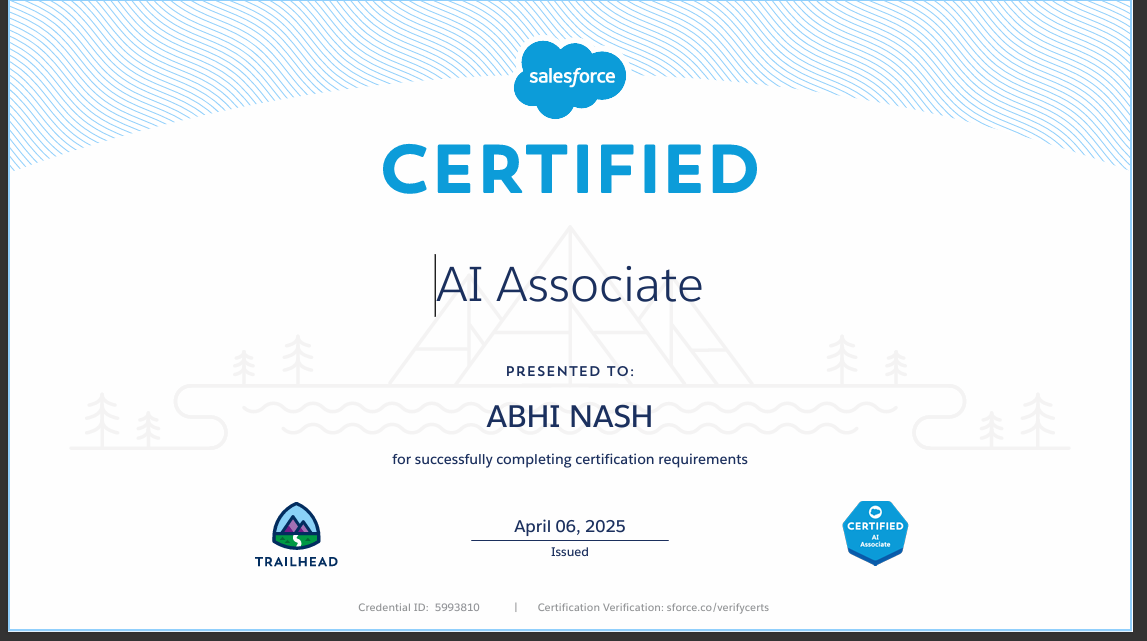 salesforce
CERTIFIED
AI Associate
PRESENTED TO:
ABHI NASH
for successfully completing certification requirements
TRAILHEAD
April 06, 2025
Issued
CERTIFIED
AI
Associate
Credential ID: 5993810 | Certification Verification: sforce.co/verifycerts